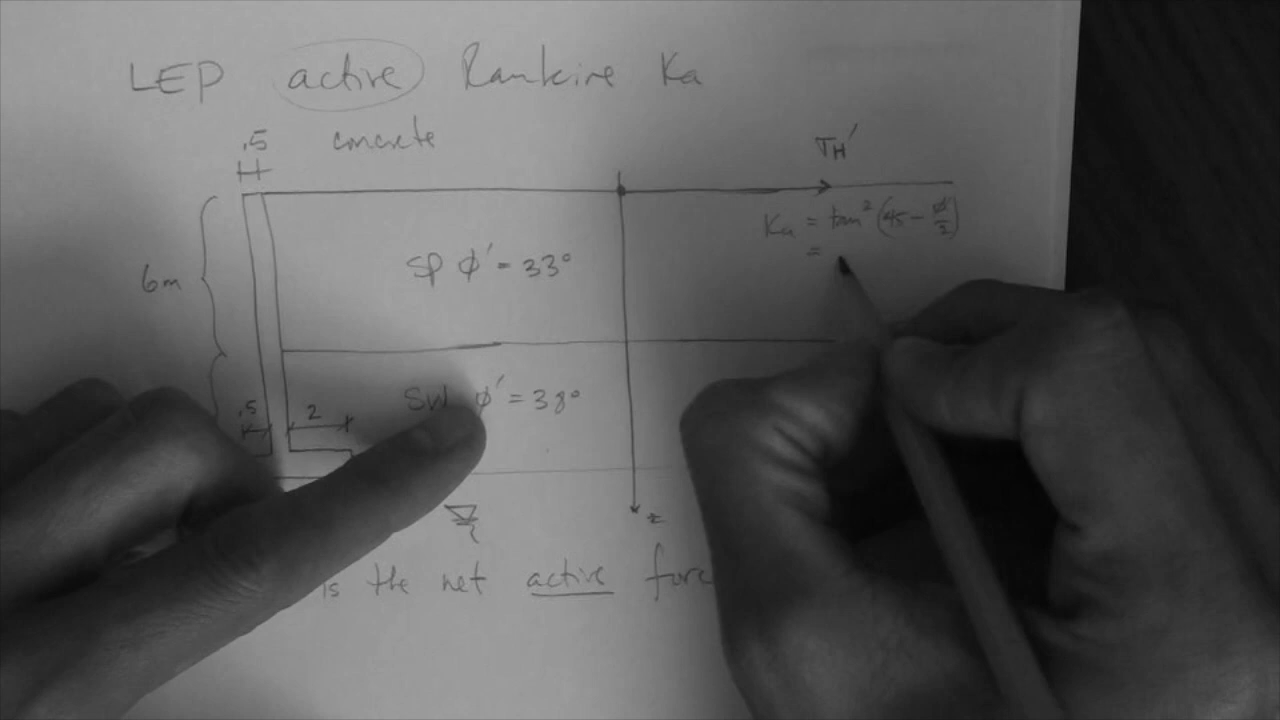 LEP active Rankine Ka
.5 concrete
σH'
Ka = tan² (45 - ϕ'/2)
=
SP ϕ' = 33°
6m
SW ϕ' = 38°
.5 2
z
is the net active forc